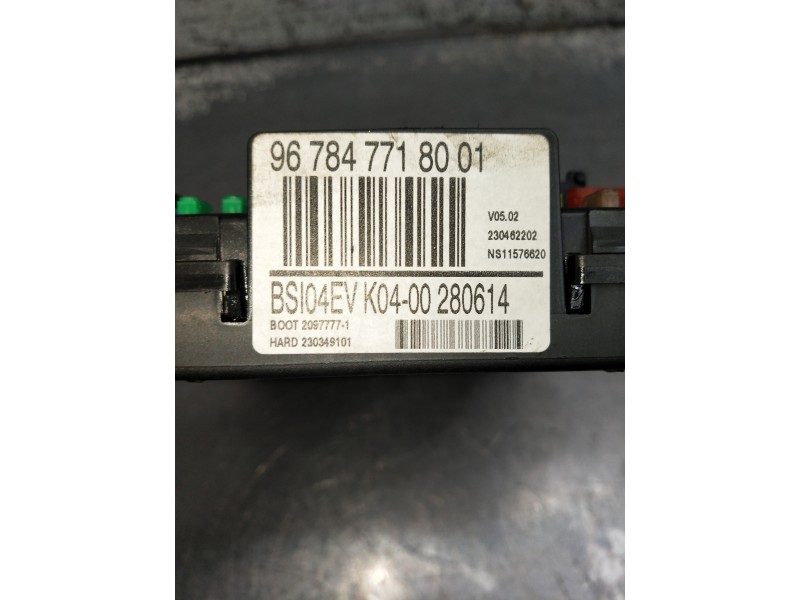 96 784 771 80 01
V05.02
230462202
NS11576620
BSI04EV K04-00 280614
BOOT 2097777-1
HARD 230349101